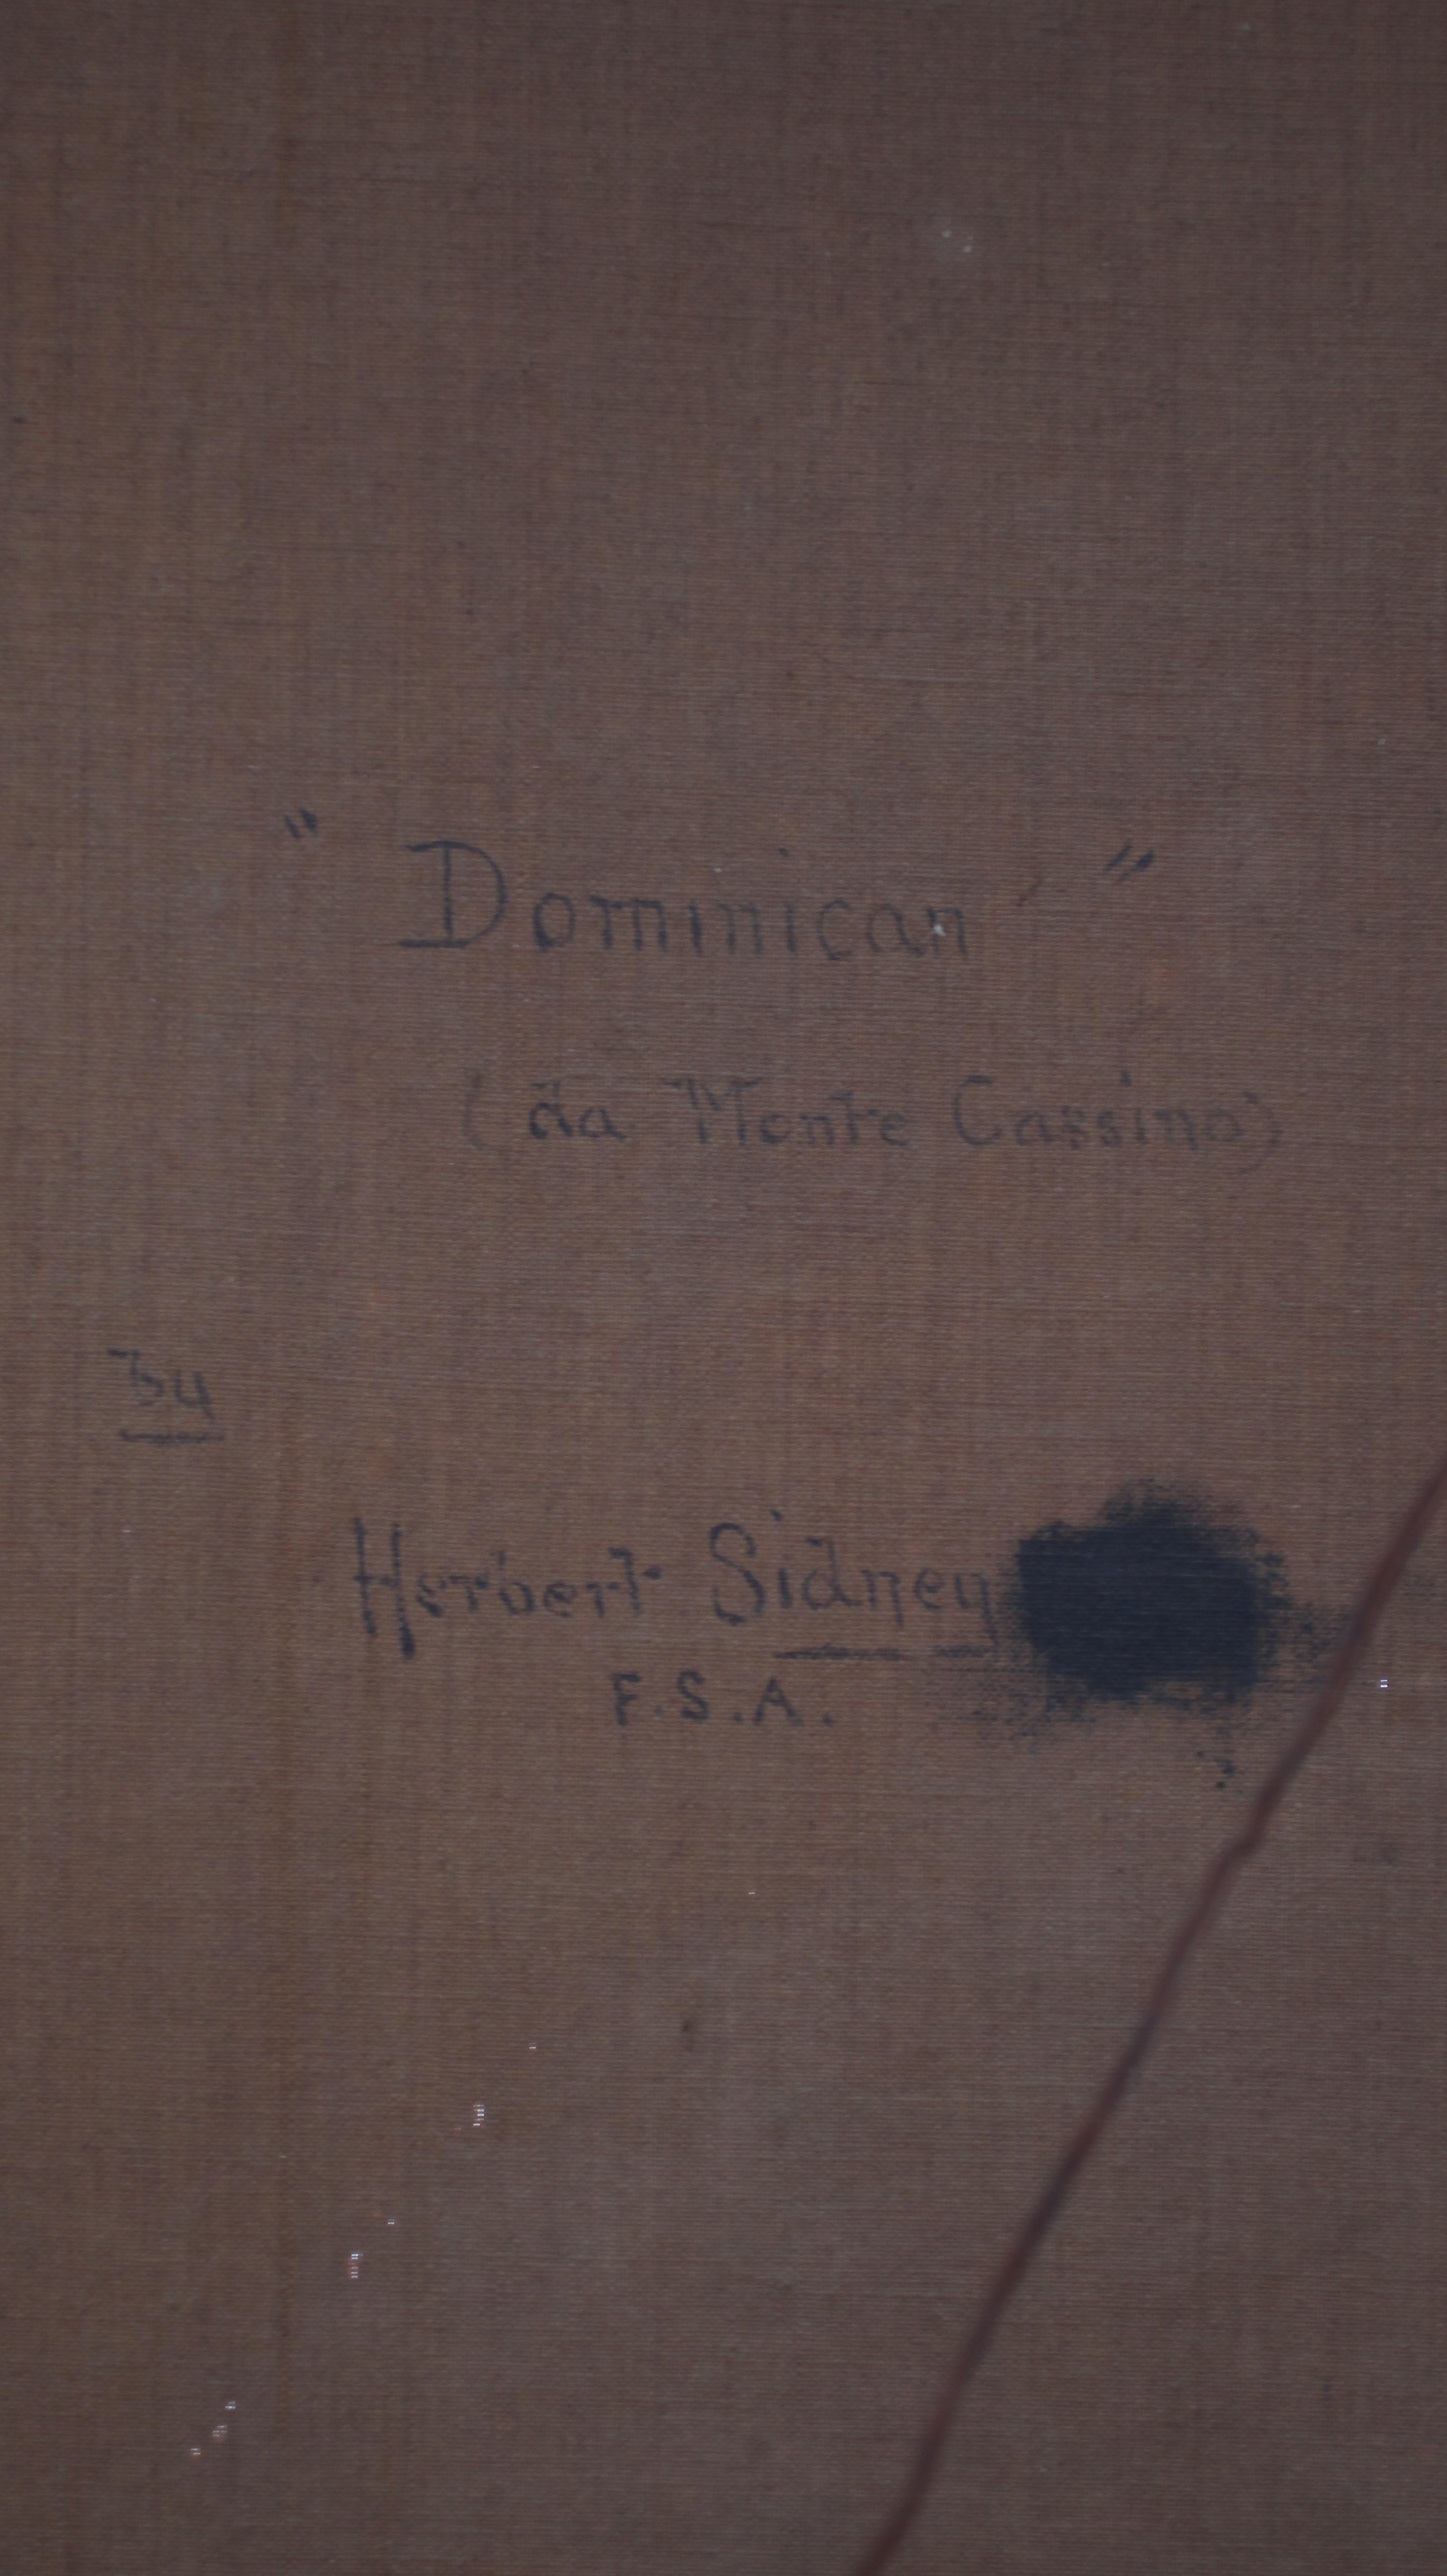 " Dominican "
(da Monte Cassino)
by
Herbert Sidney
F.S.A.